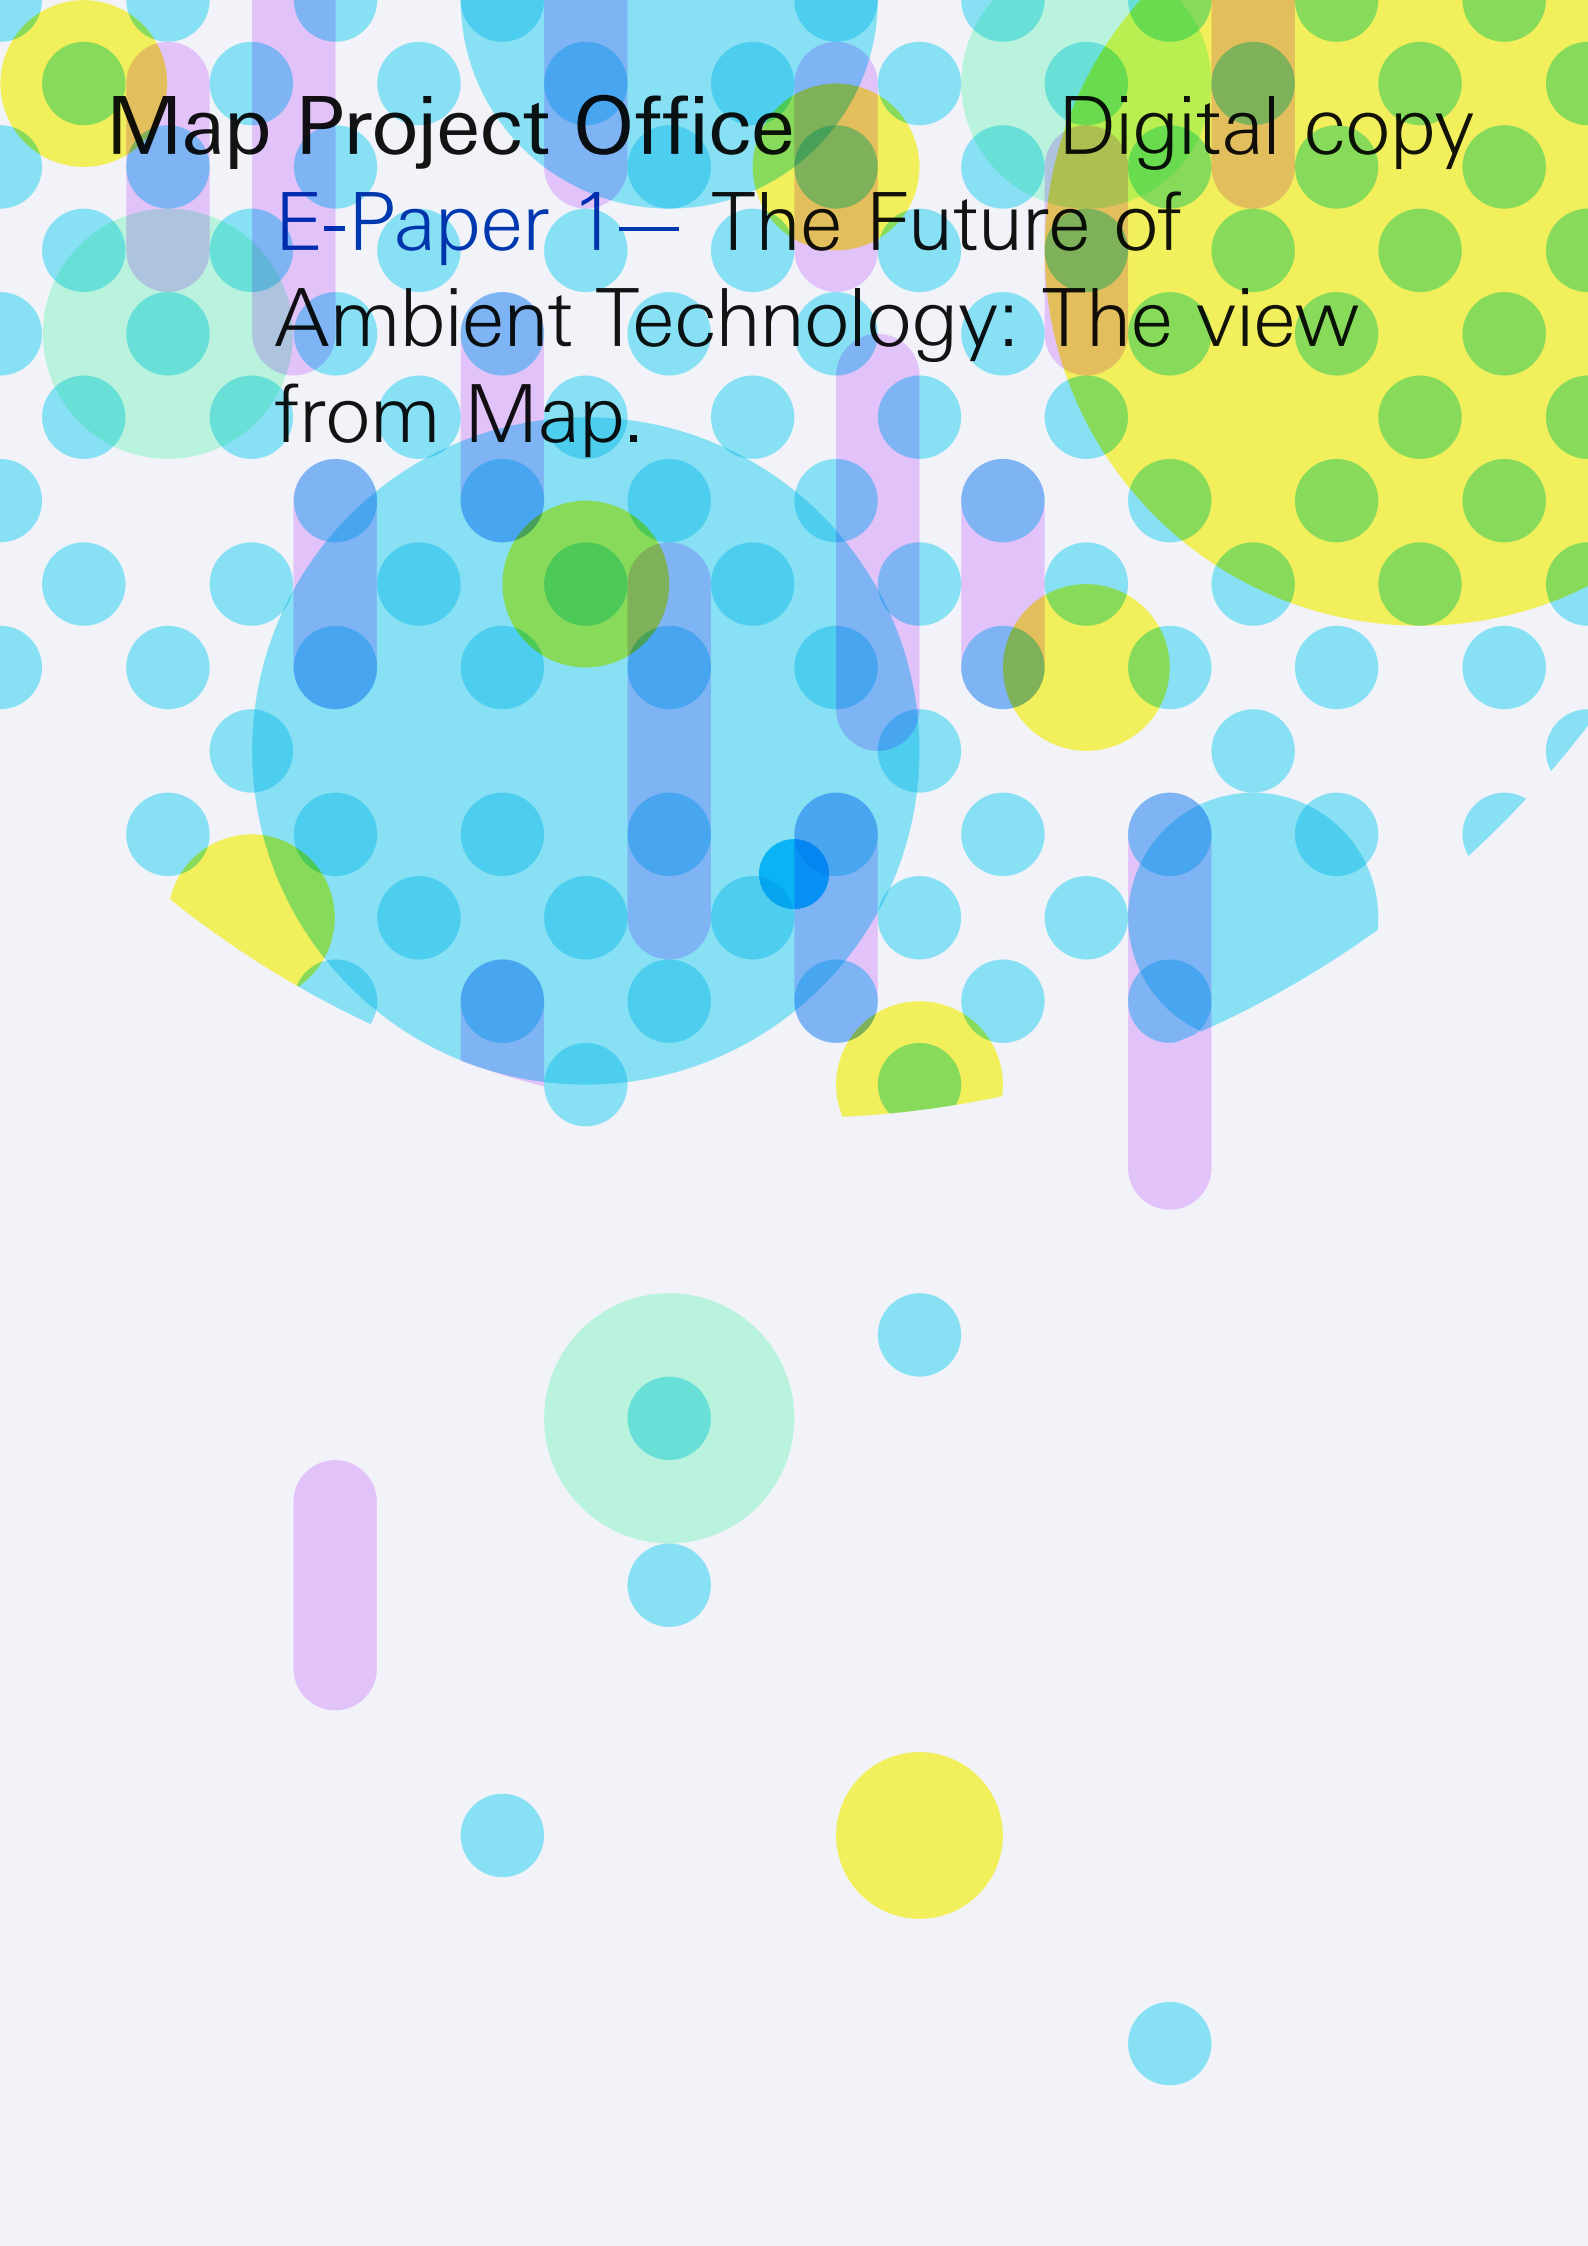 Map Project Office Digital copy
E-Paper 1— The Future of
Ambient Technology: The view
from Map.